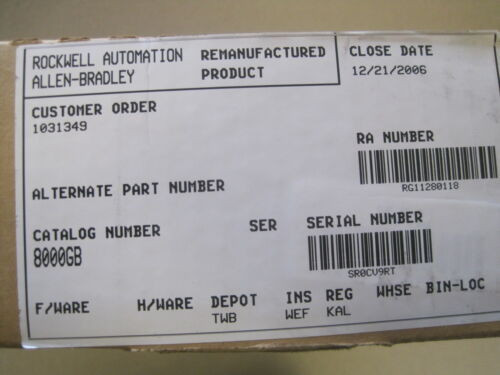 ROCKWELL AUTOMATION REMANUFACTURED CLOSE DATE
ALLEN-BRADLEY PRODUCT 12/21/2006
CUSTOMER ORDER
1031349
RA NUMBER
RG11280118
ALTERNATE PART NUMBER
CATALOG NUMBER SER SERIAL NUMBER
8000GB
SR0CV9RT
F/WARE H/WARE DEPOT INS REG WHSE BIN-LOC
TWB WEF KAL